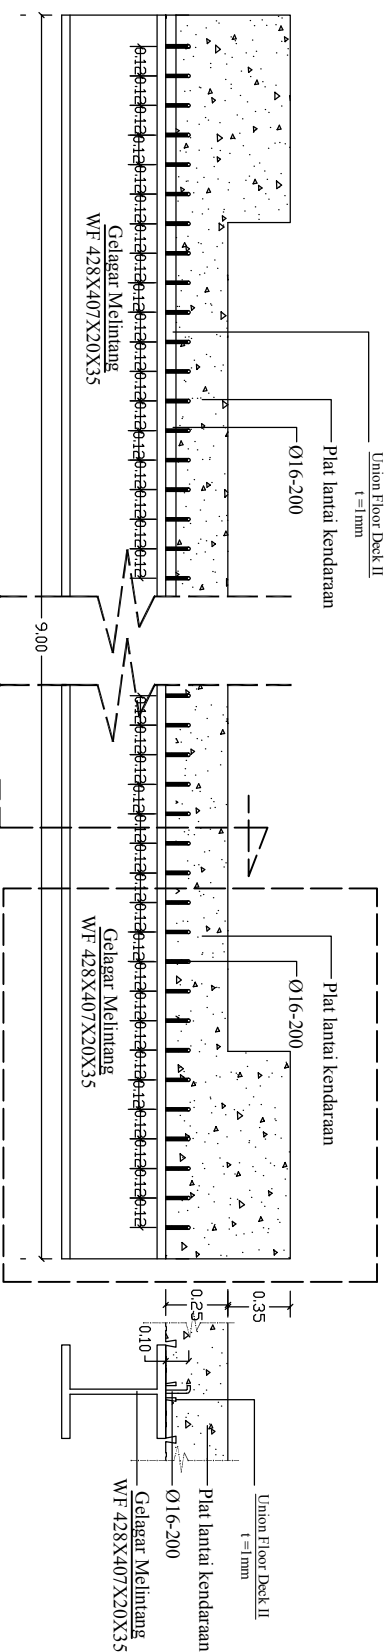 Union Floor Deck II
t =1mm
Plat lantai kendaraan
Ø16-200
Gelagar Melintang
WF 428X407X20X35
9.00
Plat lantai kendaraan
Ø16-200
Gelagar Melintang
WF 428X407X20X35
0.35
0.25
0.10
Union Floor Deck II
t =1mm
Plat lantai kendaraan
Ø16-200
Gelagar Melintang
WF 428X407X20X35